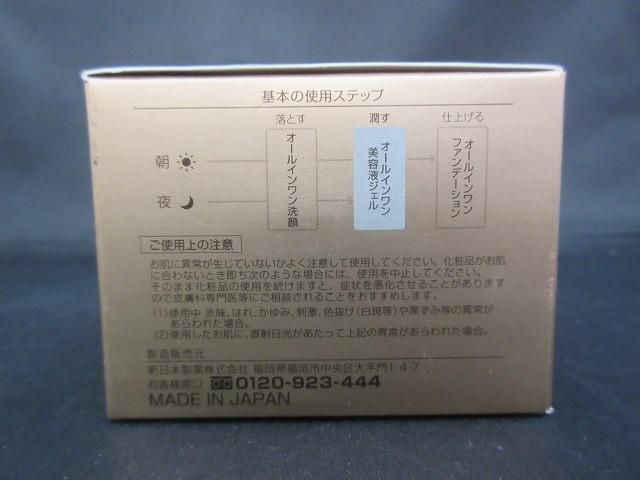 基本の使用ステップ
落とす 潤す 仕上げる
朝
夜
オールインワン洗顔
オールインワン
美容液ジェル
オールインワン
ファンデーション
ご使用上の注意
お肌に異常が生じていないかよく注意して使用してください。化粧品がお肌
に合わないとき即ち次のような場合には、使用を中止してください。
そのまま化粧品の使用を続けますと、症状を悪化させることがあります
ので皮膚科専門医等にご相談されることをおすすめします。
(1)使用中 赤味、はれ、かゆみ、刺激、色抜け(白斑等)や黒ずみ等の異常が
あらわれた場合。
(2)使用したお肌に、直射日光があたって上記の異常があらわれた場合。
製造販売元
新日本製薬株式会社 福岡県福岡市中央区大手門1-4-7
お客様窓口 0120-923-444
MADE IN JAPAN